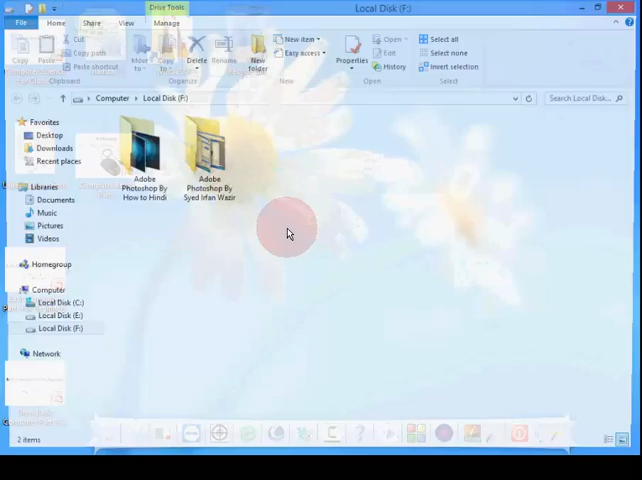 Drive Tools
Local Disk (F:)
File Home Share View Manage
Copy
Paste
Cut
Copy path
Paste shortcut
Move to
Copy to
Delete
Rename
New folder
New item
Easy access
Properties
Open
Edit
History
Select all
Select none
Invert selection
Clipboard Organize New Open Select
Computer Local Disk (F:)
Search Local Disk...
Favorites
Desktop
Downloads
Recent places
Libraries
Documents
Music
Pictures
Videos
Homegroup
Computer
Local Disk (C:)
Local Disk (E:)
Local Disk (F:)
Network
Adobe
Photoshop By
How to Hindi
Adobe
Photoshop By
Syed Irfan Wazir
2 items